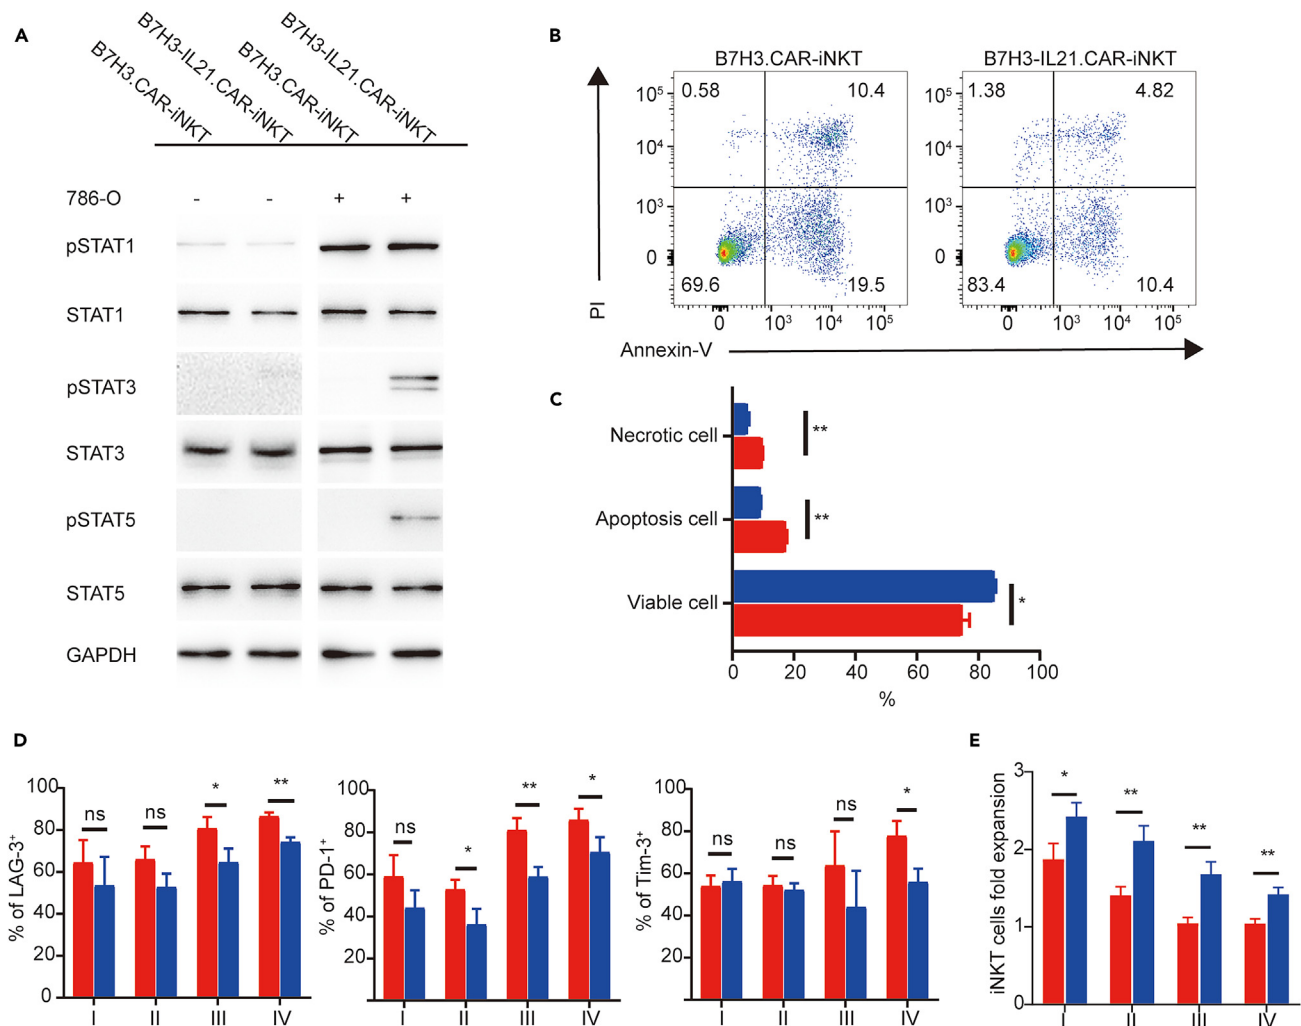 A
B7H3.CAR-iNKT
B7H3-IL21.CAR-iNKT
B7H3.CAR-iNKT
B7H3-IL21.CAR-iNKT
786-O - - + +
pSTAT1
STAT1
pSTAT3
STAT3
pSTAT5
STAT5
GAPDH
B
B7H3.CAR-iNKT B7H3-IL21.CAR-iNKT
0.58 10.4 1.38 4.82
10⁵ 10⁵
10⁴ 10⁴
10³ 10³
0 0
69.6 19.5 83.4 10.4
0 10³ 10⁴ 10⁵ 0 10³ 10⁴ 10⁵
PI
Annexin-V
C
Necrotic cell **
Apoptosis cell **
Viable cell *
0 20 40 60 80 100
%
D
% of LAG-3⁺
100
80
60
40
20
0
ns ns * **
I II III IV
% of PD-1⁺
100
80
60
40
20
ns * ** *
I II III IV
% of Tim-3⁺
100
80
60
40
20
ns ns ns *
I II III IV
E
iNKT cells fold expansion
3
2
1
0
* ** ** **
I II III IV